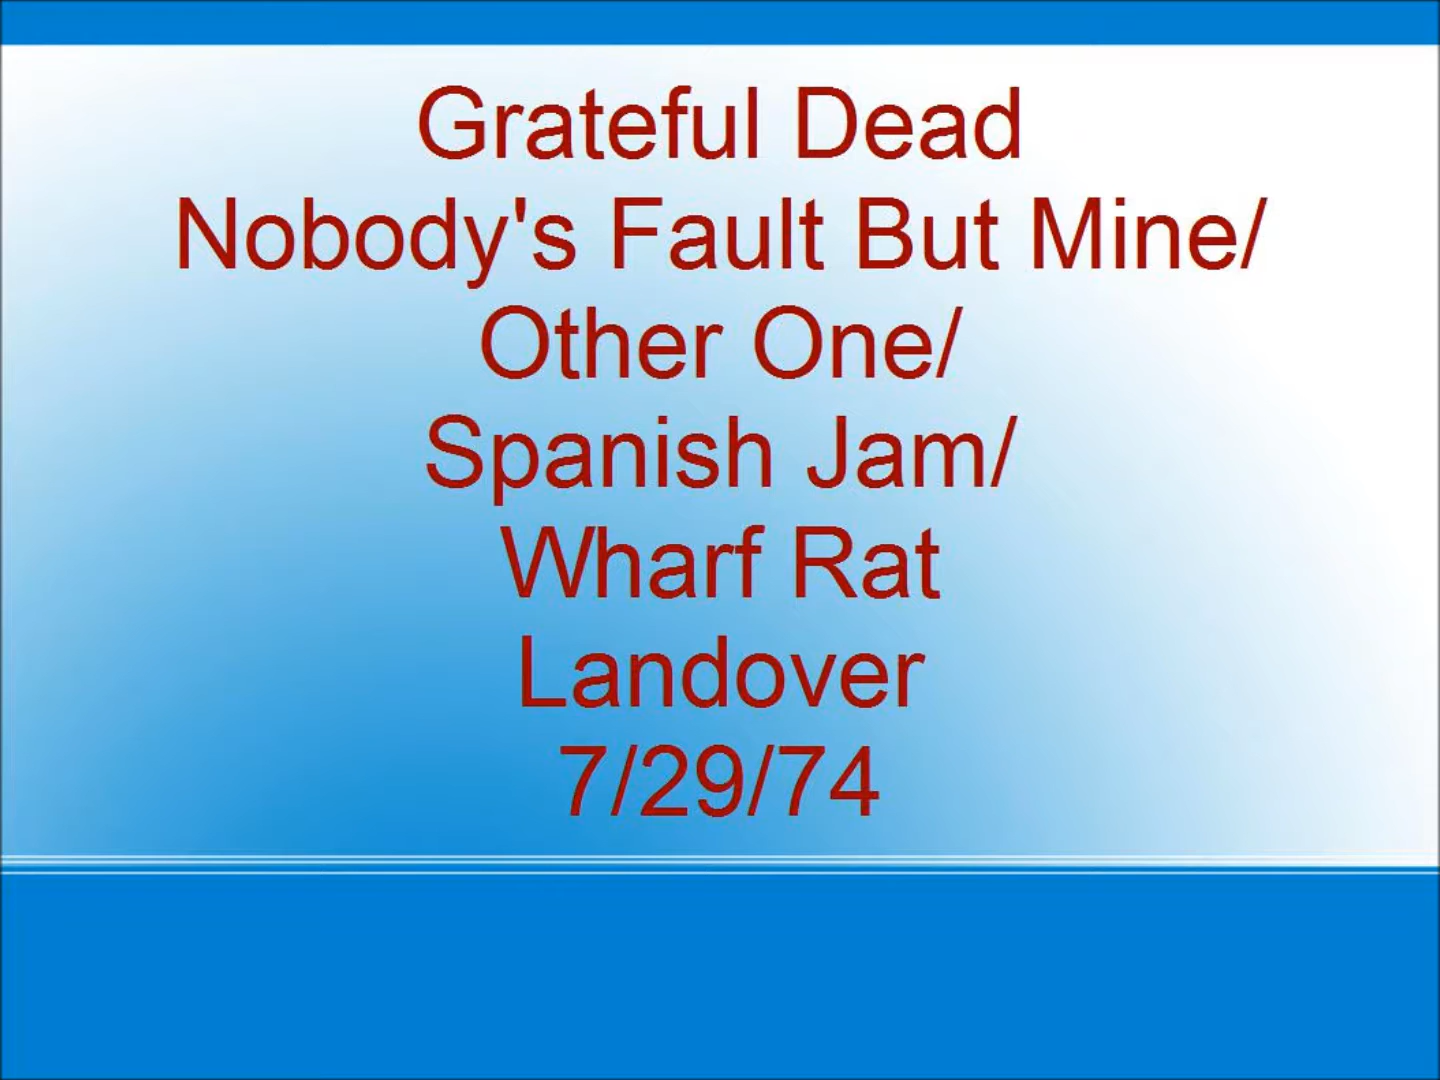 Grateful Dead
Nobody's Fault But Mine/
Other One/
Spanish Jam/
Wharf Rat
Landover
7/29/74